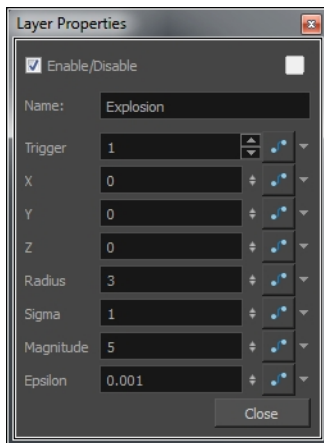 Layer Properties
Enable/Disable
Name: Explosion
Trigger 1
X 0
Y 0
Z 0
Radius 3
Sigma 1
Magnitude 5
Epsilon 0.001
Close